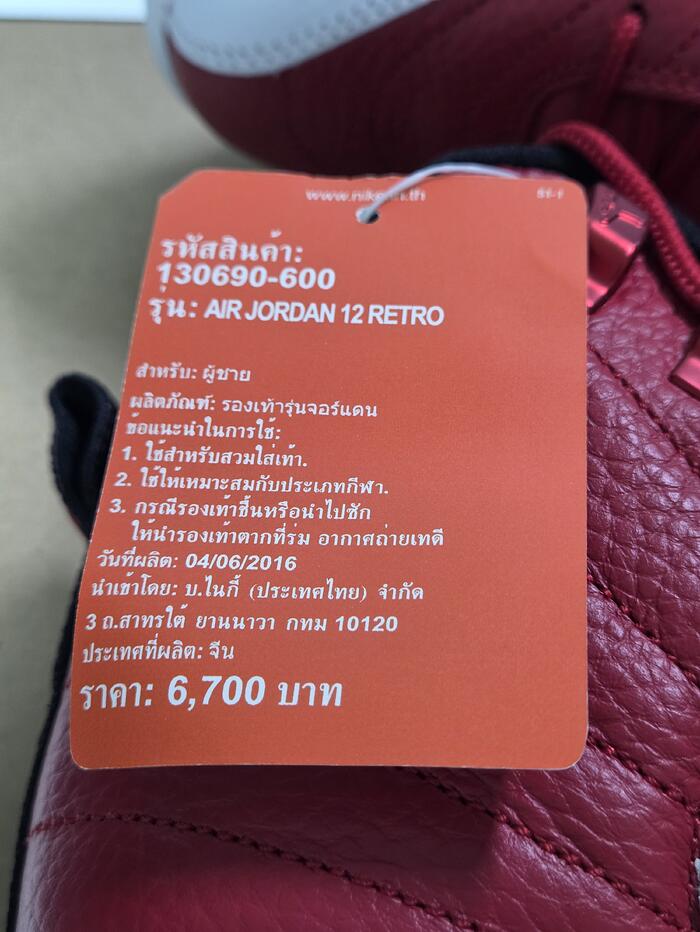 รหัสสินค้า:
130690-600
รุ่น: AIR JORDAN 12 RETRO
สำหรับ: ผู้ชาย
ผลิตภัณฑ์: รองเท้ารุ่นจอร์แดน
ข้อแนะนำในการใช้:
1. ใช้สำหรับสวมใส่เท้า.
2. ใช้ให้เหมาะสมกับประเภทกีฬา.
3. กรณีรองเท้าชื้นหรือนำไปซัก
ให้นำรองเท้าตากที่ร่ม อากาศถ่ายเทดี
วันที่ผลิต: 04/06/2016
นำเข้าโดย: บ.ไนกี้ (ประเทศไทย) จำกัด
3 ถ.สาทรใต้ ยานนาวา กทม 10120
ประเทศที่ผลิต: จีน
ราคา: 6,700 บาท